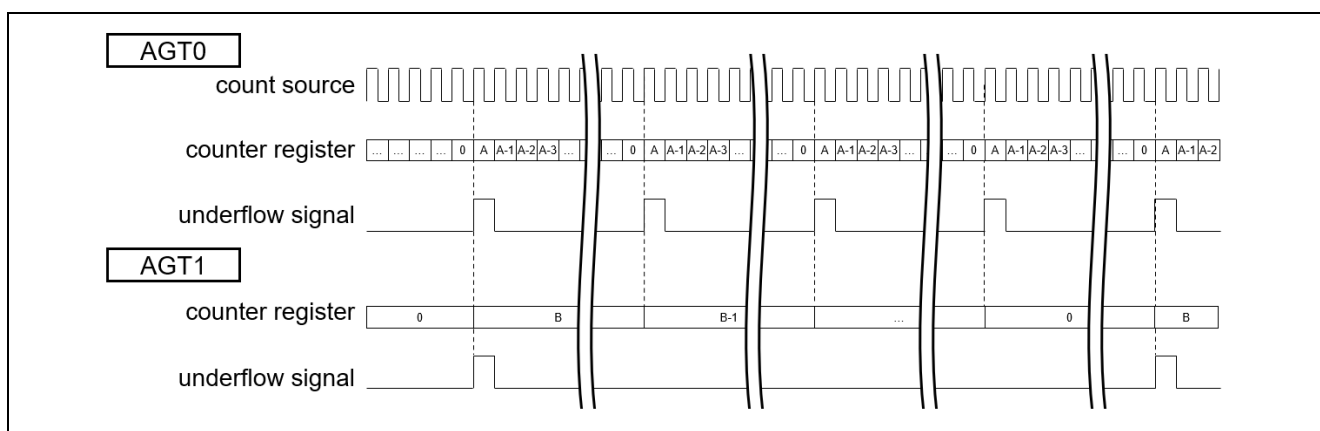 AGT0
count source
counter register ... ... ... ... 0 A A-1 A-2 A-3 ... ... 0 A A-1 A-2 A-3 ... ... 0 A A-1 A-2 A-3 ... ... 0 A A-1 A-2 A-3 ... ... 0 A A-1 A-2
underflow signal
AGT1
counter register 0 B B-1 ... 0 B
underflow signal